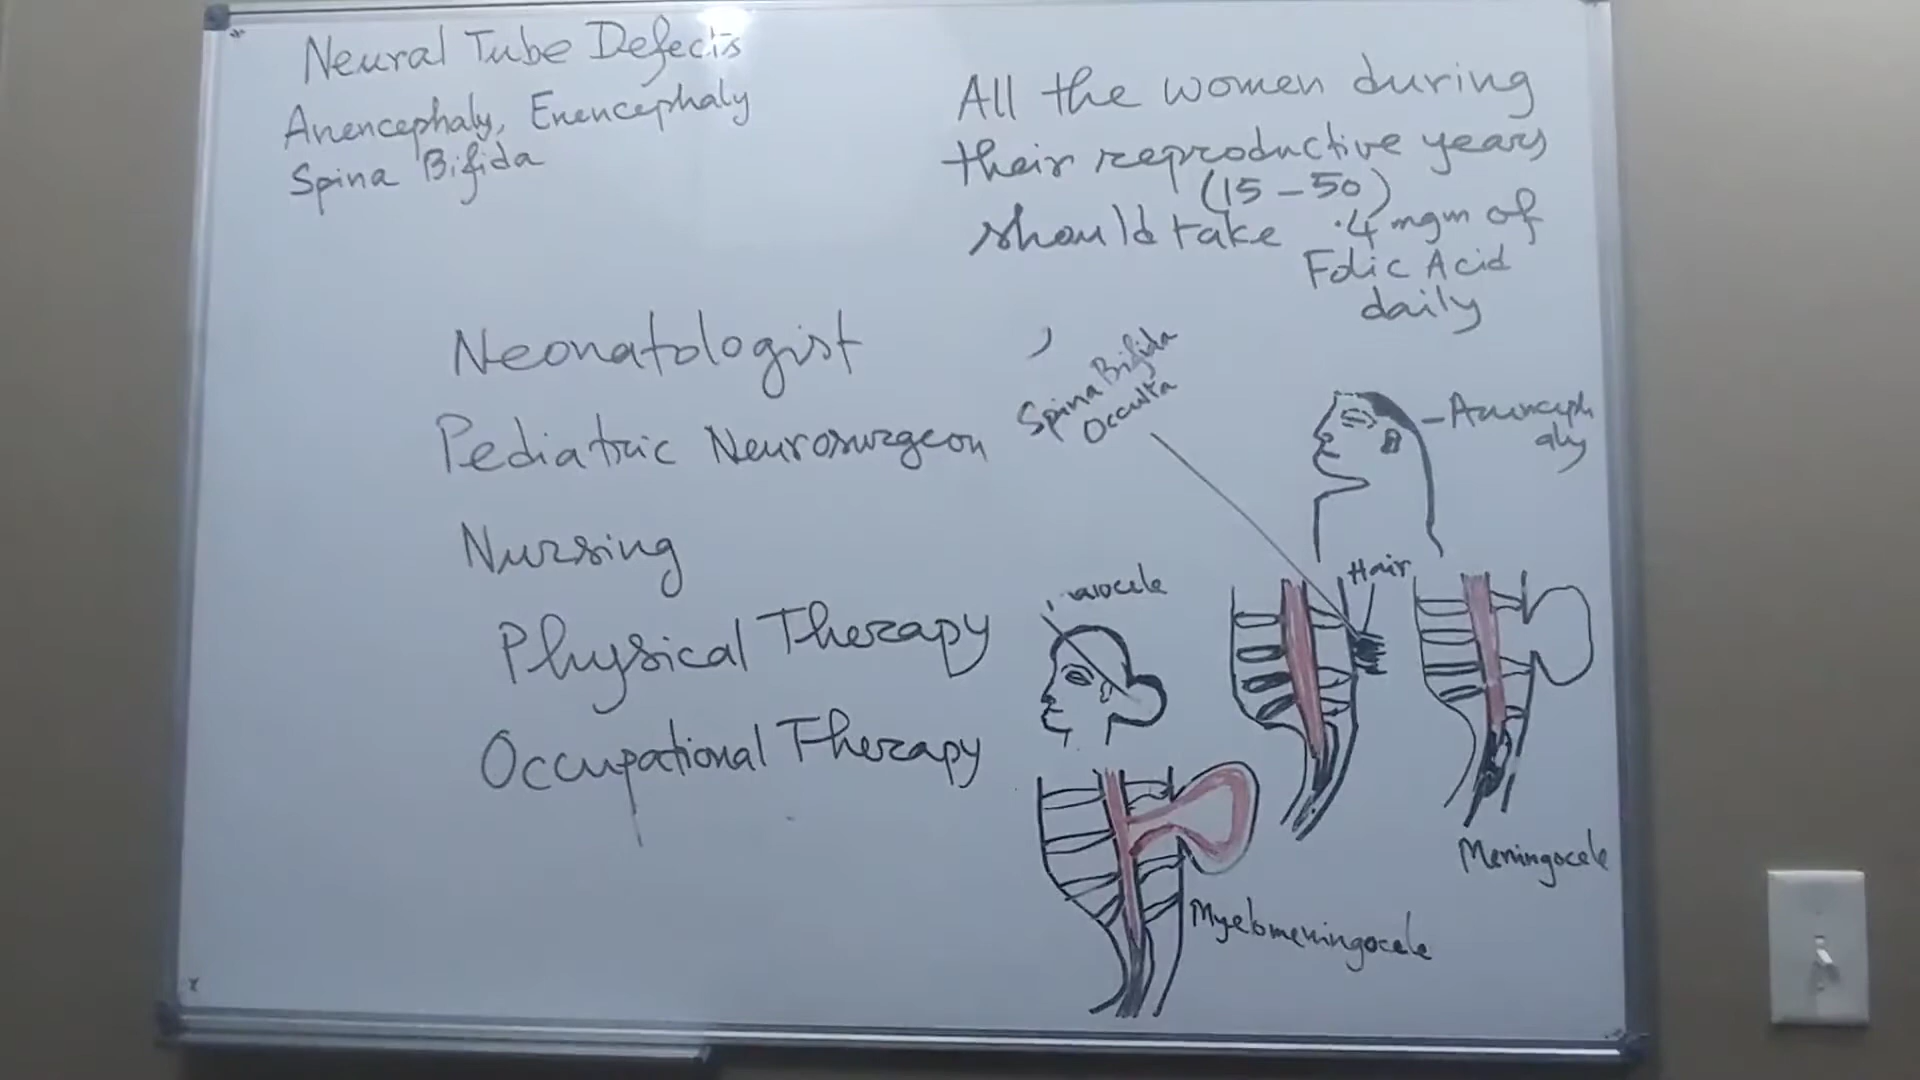 Neural Tube Defects
Anencephaly, Enencephaly
Spina Bifida
All the women during
their reproductive years
(15 - 50)
should take .4 mgm of
Folic Acid
daily
Neonatologist
Pediatric Neurosurgeon
Nursing
Physical Therapy
Occupational Therapy
Spina Bifida
Occulta
Hair
Meningocele
Myelomeningocele